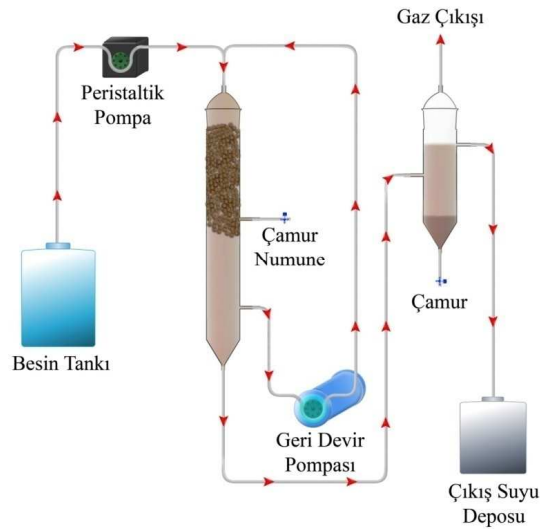 Gaz Çıkışı
Peristaltik
Pompa
Çamur
Numune
Çamur
Besin Tankı
Geri Devir
Pompası
Çıkış Suyu
Deposu